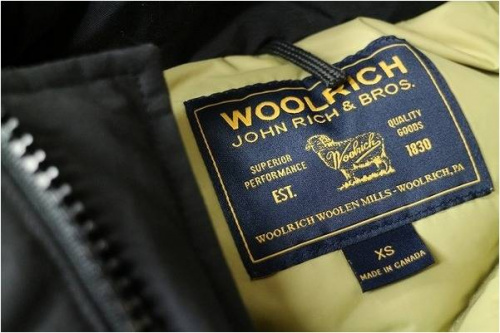 WOOLRICH
JOHN RICH & BROS.
SUPERIOR PERFORMANCE
Woolrich
QUALITY GOODS
EST.
1830
WOOLRICH WOOLEN MILLS - WOOLRICH, PA
XS
MADE IN CANADA